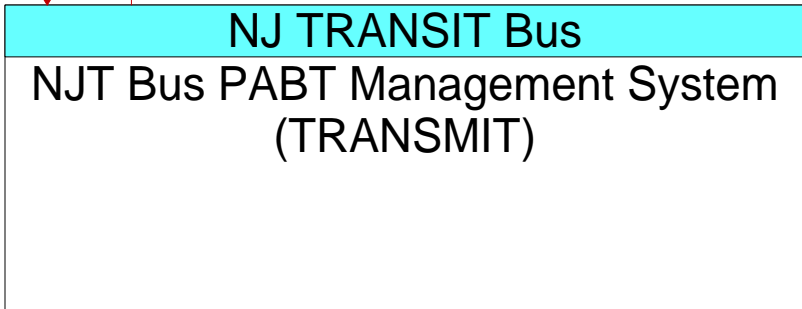 NJ TRANSIT Bus
NJT Bus PABT Management System
(TRANSMIT)